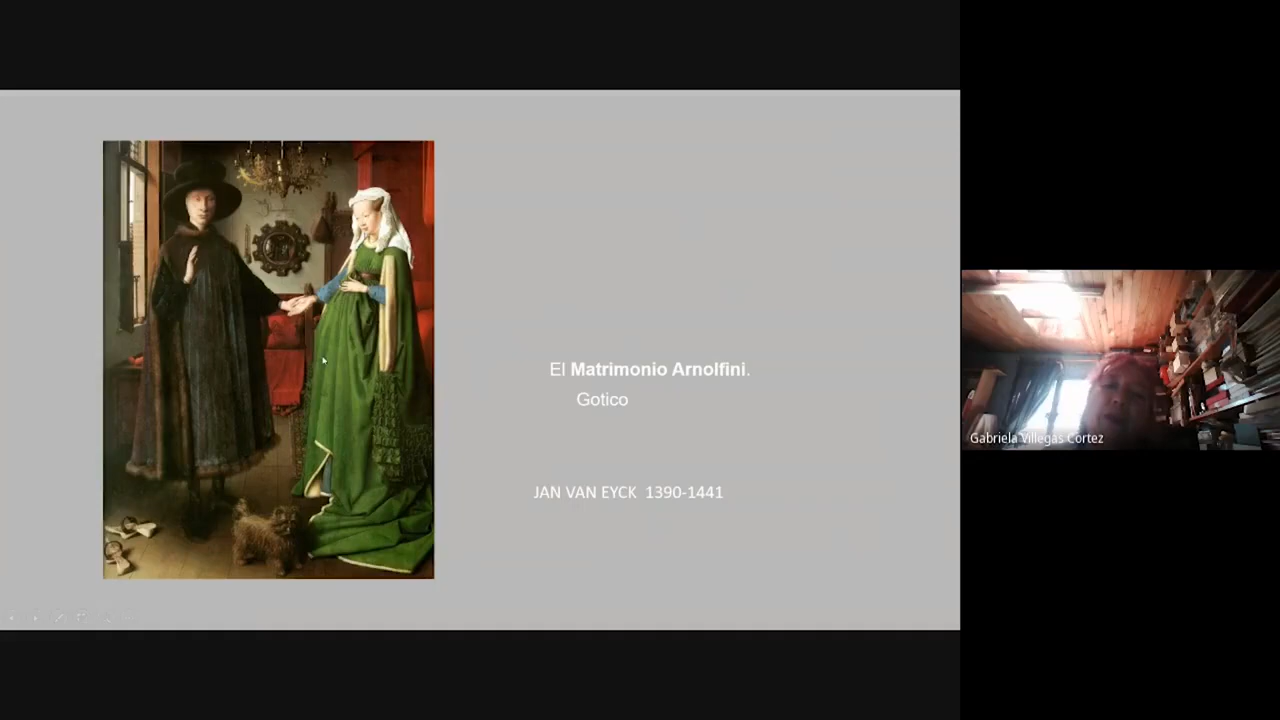 El Matrimonio Arnolfini.
Gotico
JAN VAN EYCK 1390-1441
Gabriela Villegas Cortez